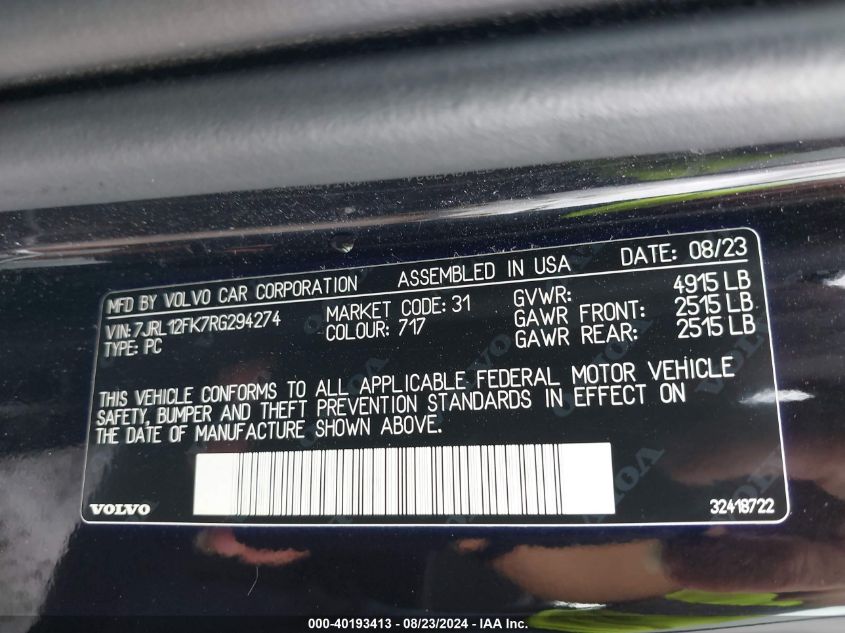 MFD BY VOLVO CAR CORPORATION ASSEMBLED IN USA DATE: 08/23
VIN: 7JRL12FK7RG294274 MARKET CODE: 31 GVWR: 4915 LB
TYPE: PC COLOUR: 717 GAWR FRONT: 2515 LB
GAWR REAR: 2515 LB
THIS VEHICLE CONFORMS TO ALL APPLICABLE FEDERAL MOTOR VEHICLE
SAFETY, BUMPER AND THEFT PREVENTION STANDARDS IN EFFECT ON
THE DATE OF MANUFACTURE SHOWN ABOVE.
VOLVO 32418722
000-40193413 - 08/23/2024 - IAA Inc.